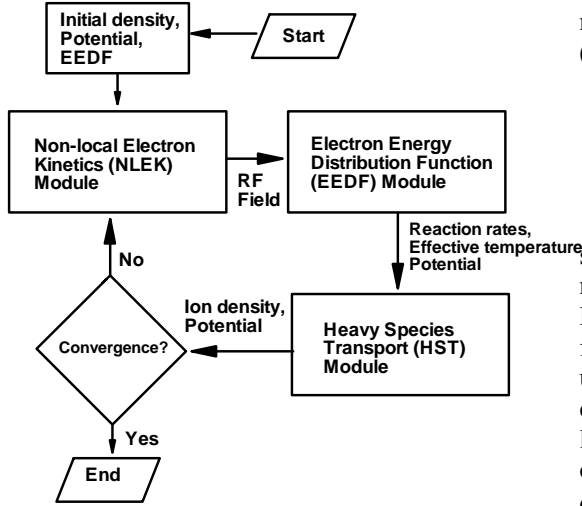 Initial density,
Potential,
EEDF
Start
Non-local Electron
Kinetics (NLEK)
Module
RF
Field
Electron Energy
Distribution Function
(EEDF) Module
Reaction rates,
Effective temperature,
Potential
Heavy Species
Transport (HST)
Module
Ion density,
Potential
Convergence?
No
Yes
End